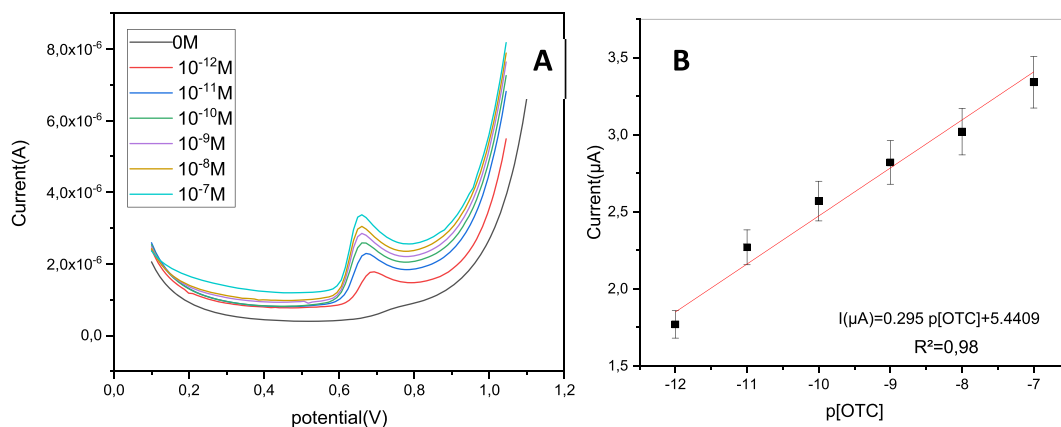 A
0M
10⁻¹²M
10⁻¹¹M
10⁻¹⁰M
10⁻⁹M
10⁻⁸M
10⁻⁷M
8,0x10⁻⁶
6,0x10⁻⁶
4,0x10⁻⁶
2,0x10⁻⁶
0,0
Current(A)
0,0 0,2 0,4 0,6 0,8 1,0 1,2
potential(V)
B
3,5
3,0
2,5
2,0
1,5
Current(µA)
I(µA)=0.295 p[OTC]+5.4409
R²=0,98
-12 -11 -10 -9 -8 -7
p[OTC]